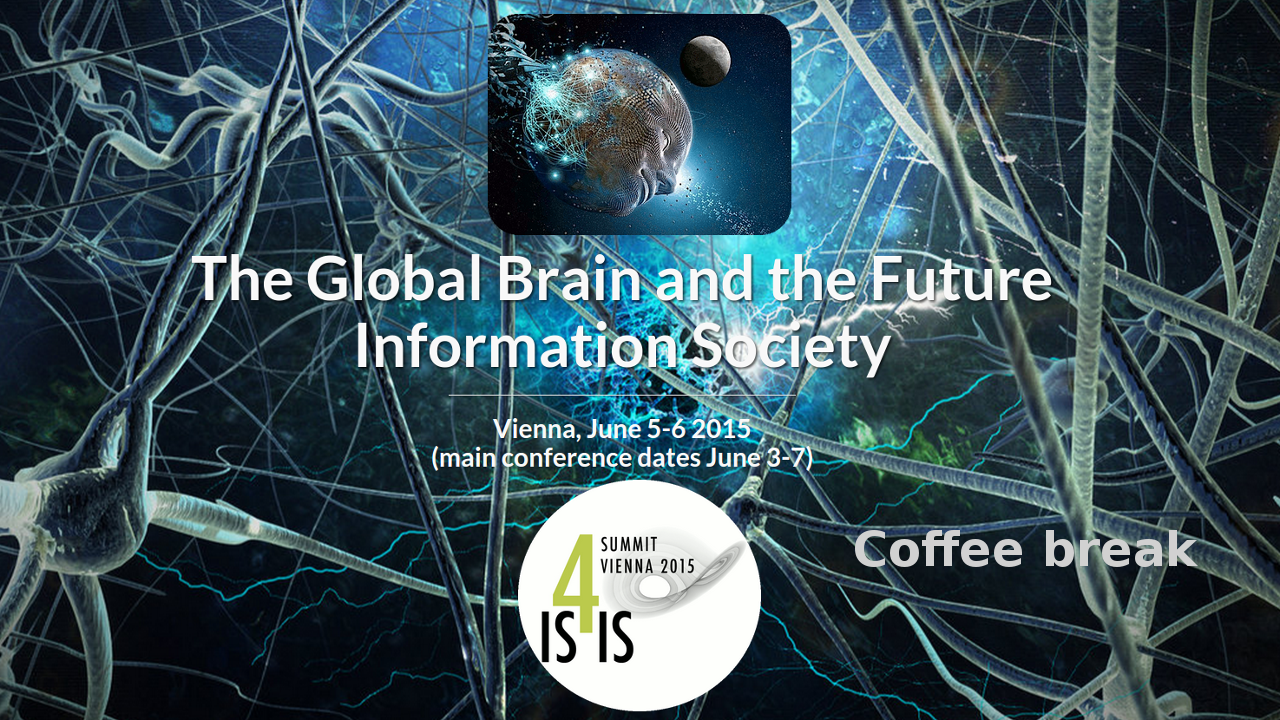 The Global Brain and the Future
Information Society
Vienna, June 5-6 2015
(main conference dates June 3-7)
Coffee break
4
SUMMIT
VIENNA 2015
IS IS